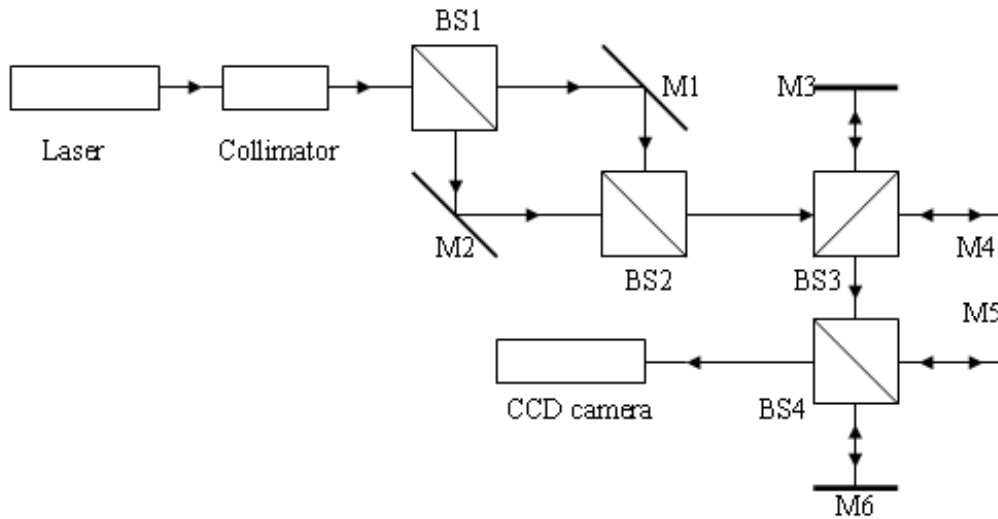 BS1
M1
M3
Laser
Collimator
M2
BS2
BS3
M4
M5
CCD camera
BS4
M6